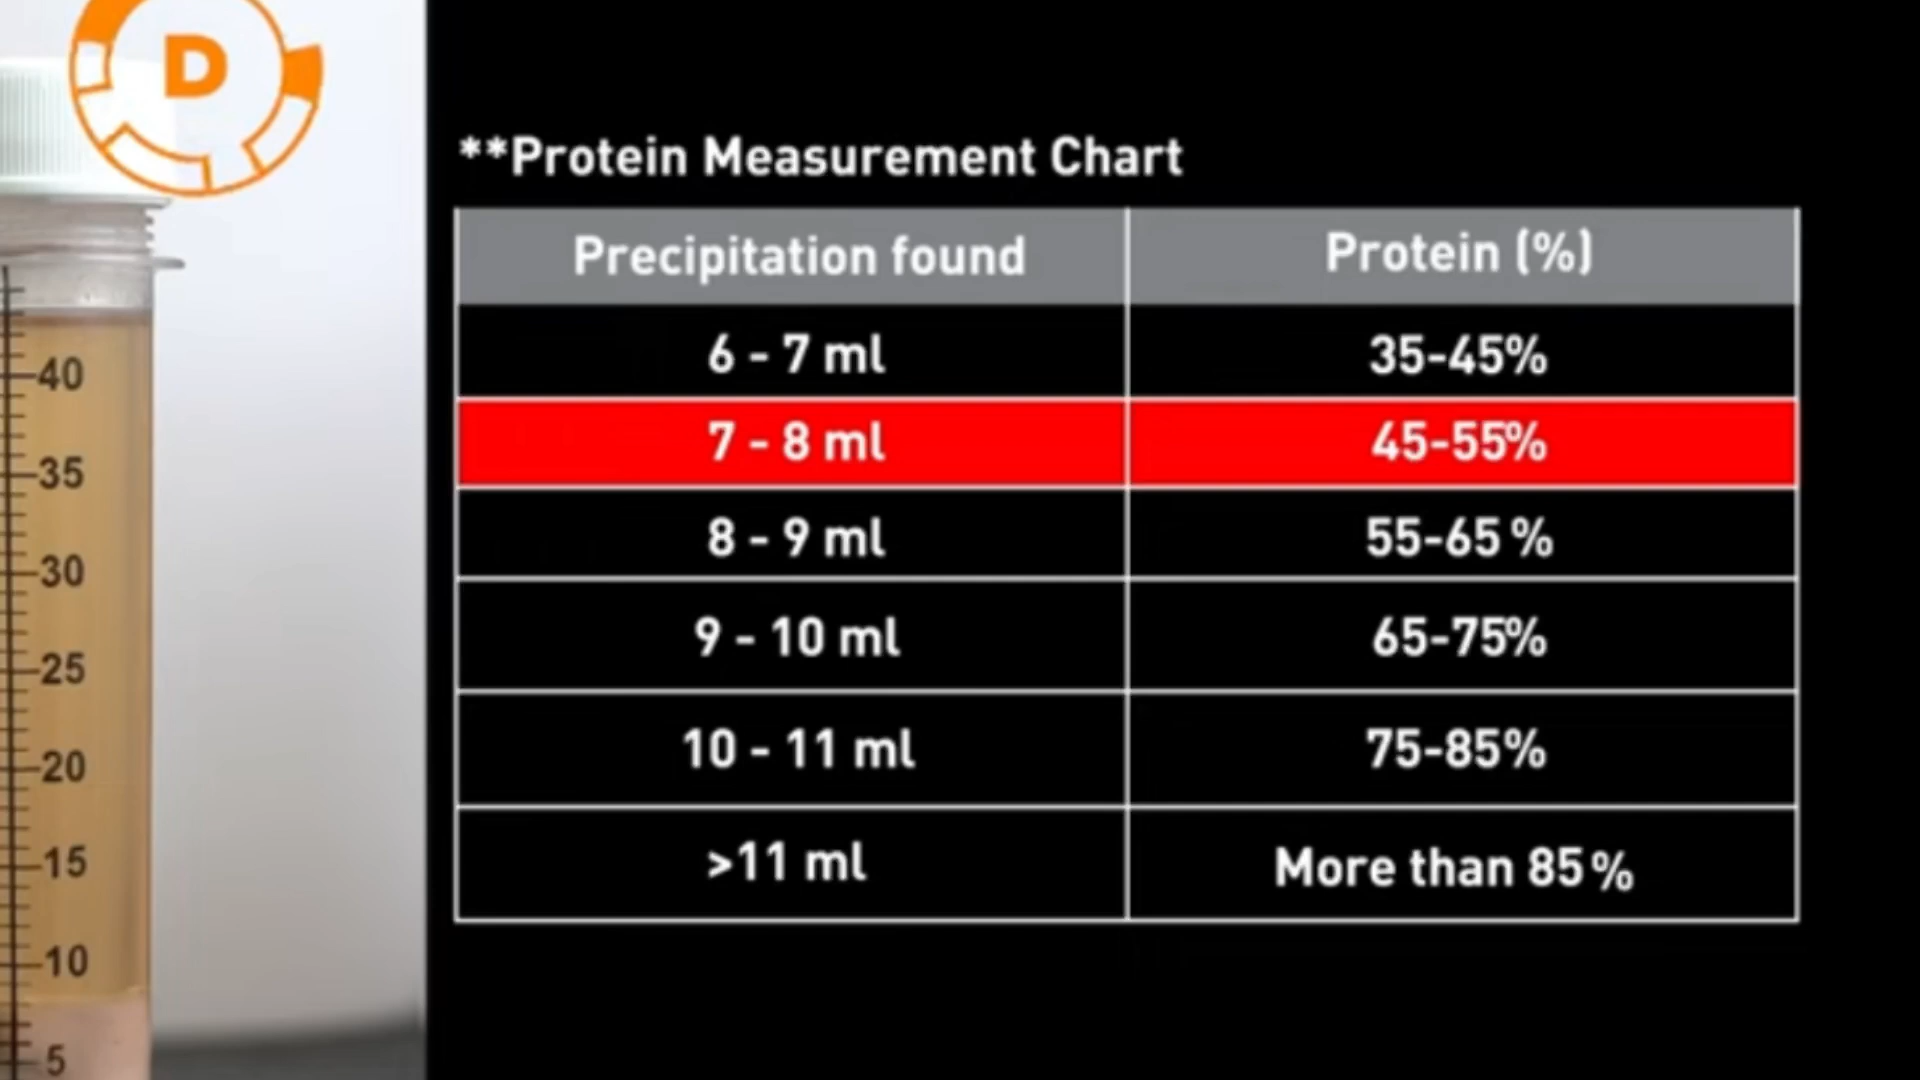 D
**Protein Measurement Chart
Precipitation found Protein (%)
6 - 7 ml 35-45%
7 - 8 ml 45-55%
8 - 9 ml 55-65 %
9 - 10 ml 65-75%
10 - 11 ml 75-85%
>11 ml More than 85 %
40
35
30
25
20
15
10
5